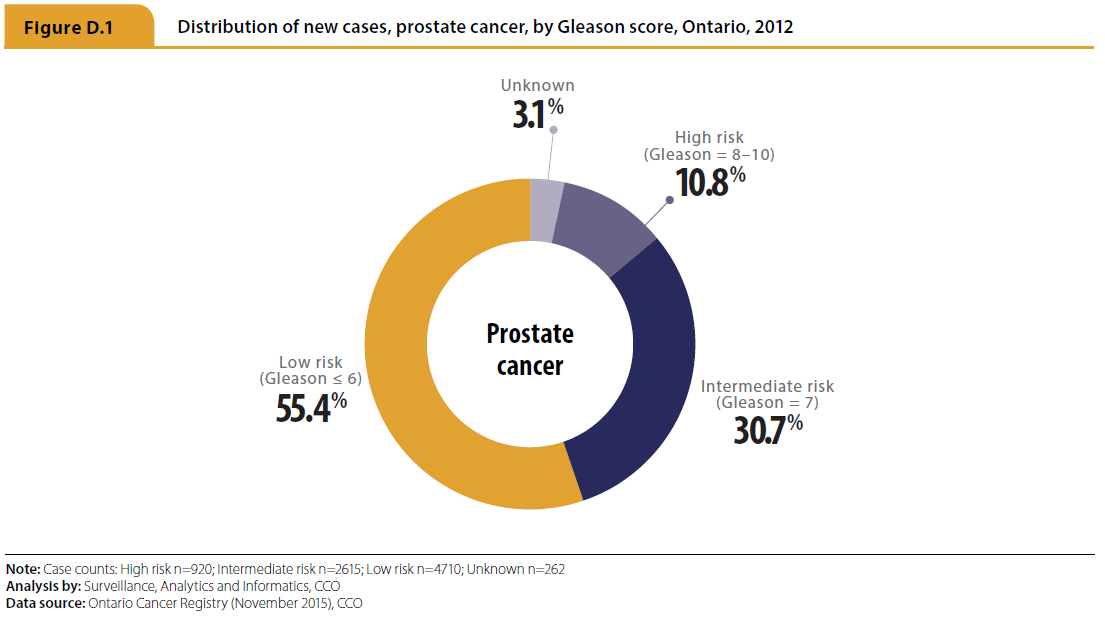 Figure D.1
Distribution of new cases, prostate cancer, by Gleason score, Ontario, 2012
Unknown
3.1%
High risk
(Gleason = 8–10)
10.8%
Prostate
cancer
Low risk
(Gleason ≤ 6)
55.4%
Intermediate risk
(Gleason = 7)
30.7%
Note: Case counts: High risk n=920; Intermediate risk n=2615; Low risk n=4710; Unknown n=262
Analysis by: Surveillance, Analytics and Informatics, CCO
Data source: Ontario Cancer Registry (November 2015), CCO